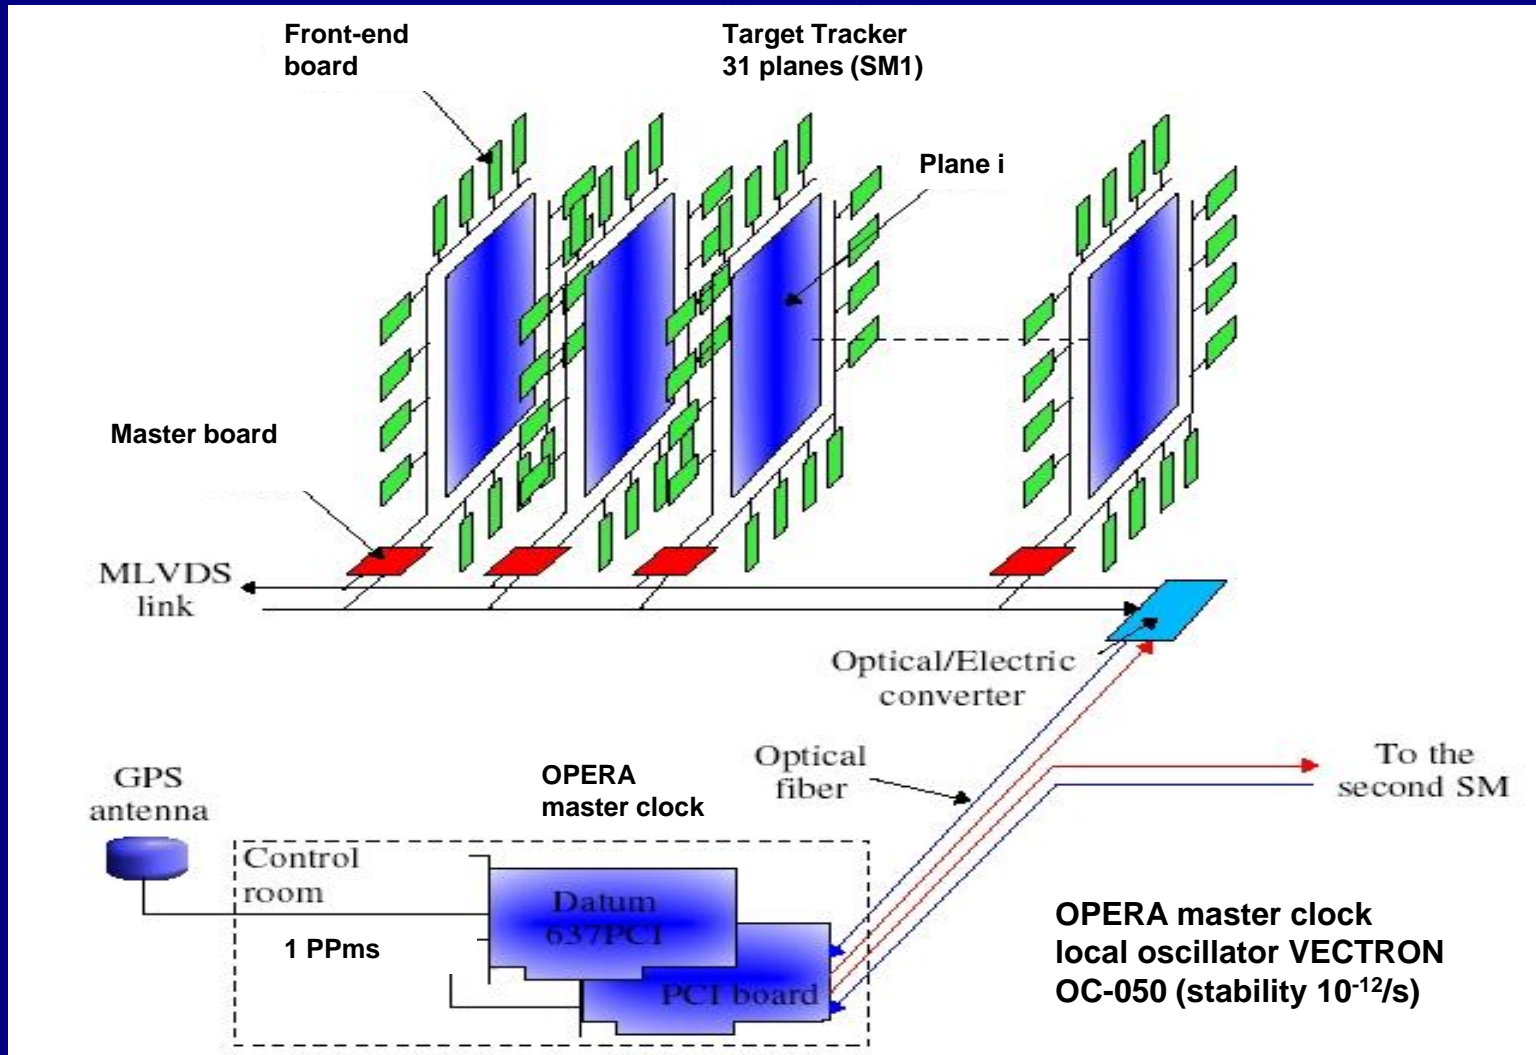 Front-end
board
Target Tracker
31 planes (SM1)
Plane i
Master board
MLVDS
link
Optical/Electric
converter
Optical
fiber
To the
second SM
GPS
antenna
OPERA
master clock
Control
room
Datum
637PCI
1 PPms
PCI board
OPERA master clock
local oscillator VECTRON
OC-050 (stability 10⁻¹²/s)